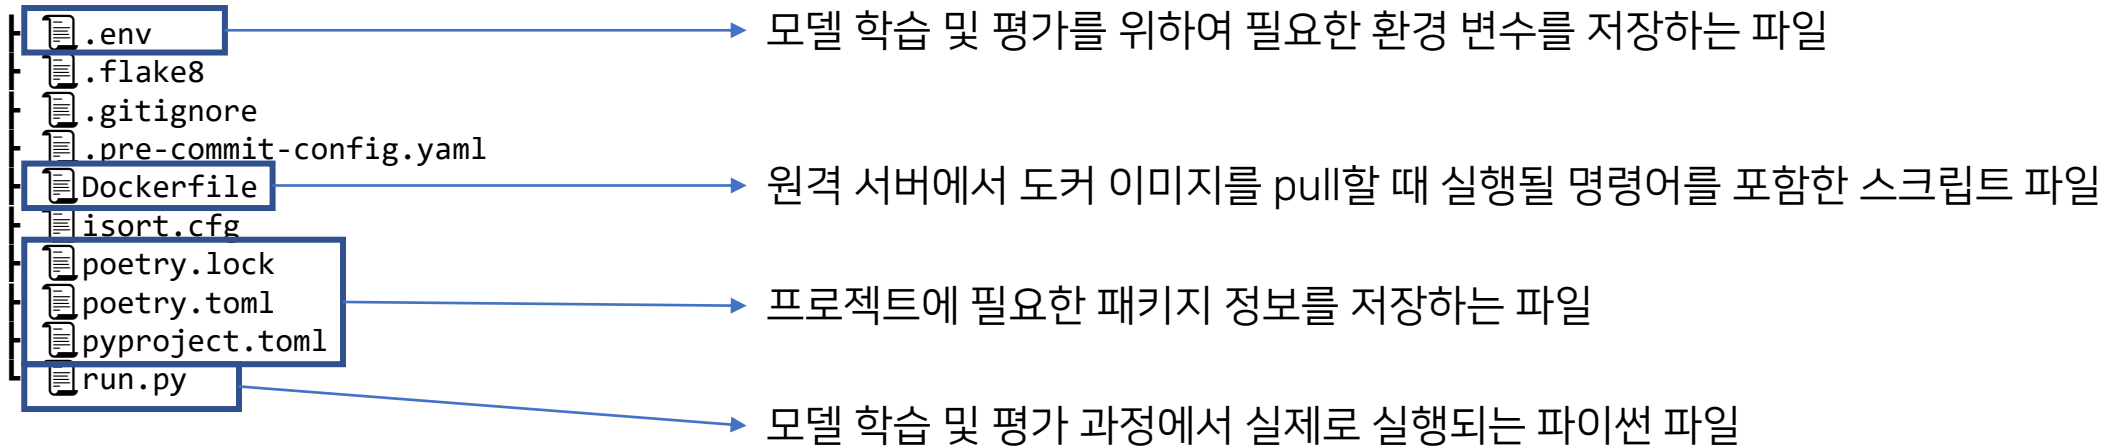 .env
모델 학습 및 평가를 위하여 필요한 환경 변수를 저장하는 파일
.flake8
.gitignore
.pre-commit-config.yaml
Dockerfile
원격 서버에서 도커 이미지를 pull할 때 실행될 명령어를 포함한 스크립트 파일
isort.cfg
poetry.lock
poetry.toml
프로젝트에 필요한 패키지 정보를 저장하는 파일
pyproject.toml
run.py
모델 학습 및 평가 과정에서 실제로 실행되는 파이썬 파일